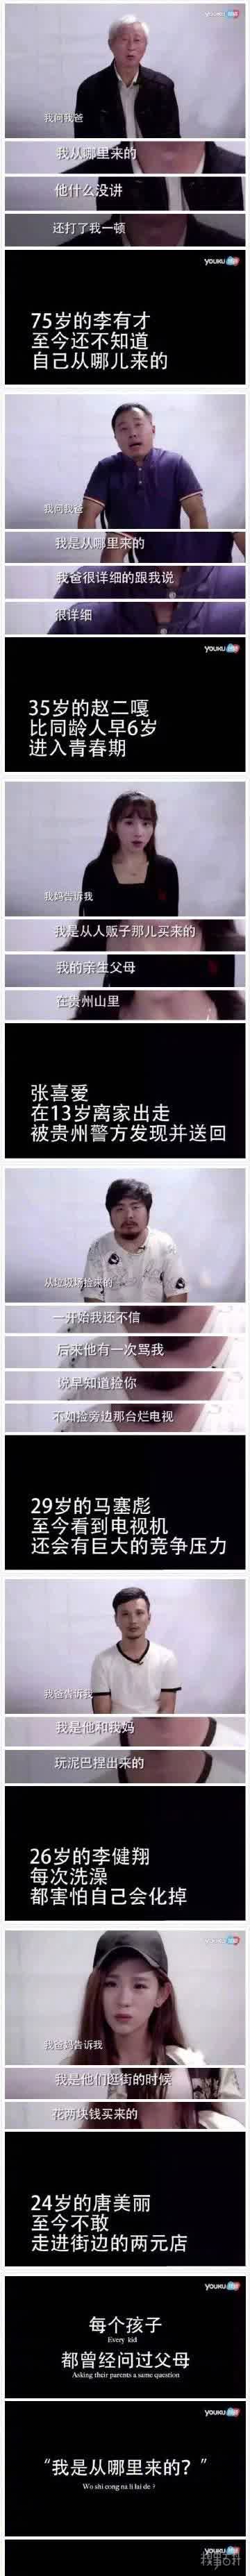 YOUKU
我问我爸
我从哪里来的
他什么没讲
还打了我一顿
YOUKU
75岁的李有才
至今还不知道
自己从哪儿来的
我问我爸
我是从哪里来的
我爸很详细的跟我说
很详细
YOUKU
35岁的赵二嘎
比同龄人早6岁
进入青春期
我妈告诉我
我是从人贩子那儿买来的
我的亲生父母
在贵州山里
张喜爱
在13岁离家出走
被贵州警方发现并送回
从垃圾场捡来的
一开始我还不信
后来他有一次骂我
说早知道捡你
不如捡旁边那台烂电视
29岁的马塞彪
至今看到电视机
还会有巨大的竞争压力
我爸告诉我
我是他和我妈
玩泥巴捏出来的
26岁的李健翔
每次洗澡
都害怕自己会化掉
YOUKU
我爸妈告诉我
我是他们逛街的时候
花两块钱买来的
24岁的唐美丽
至今不敢
走进街边的两元店
YOUKU
每个孩子
Every kid
都曾经问过父母
Asking their parents a same question
YOUKU
“我是从哪里来的？”
Wo shi cong na li lai de ?
YOUKU